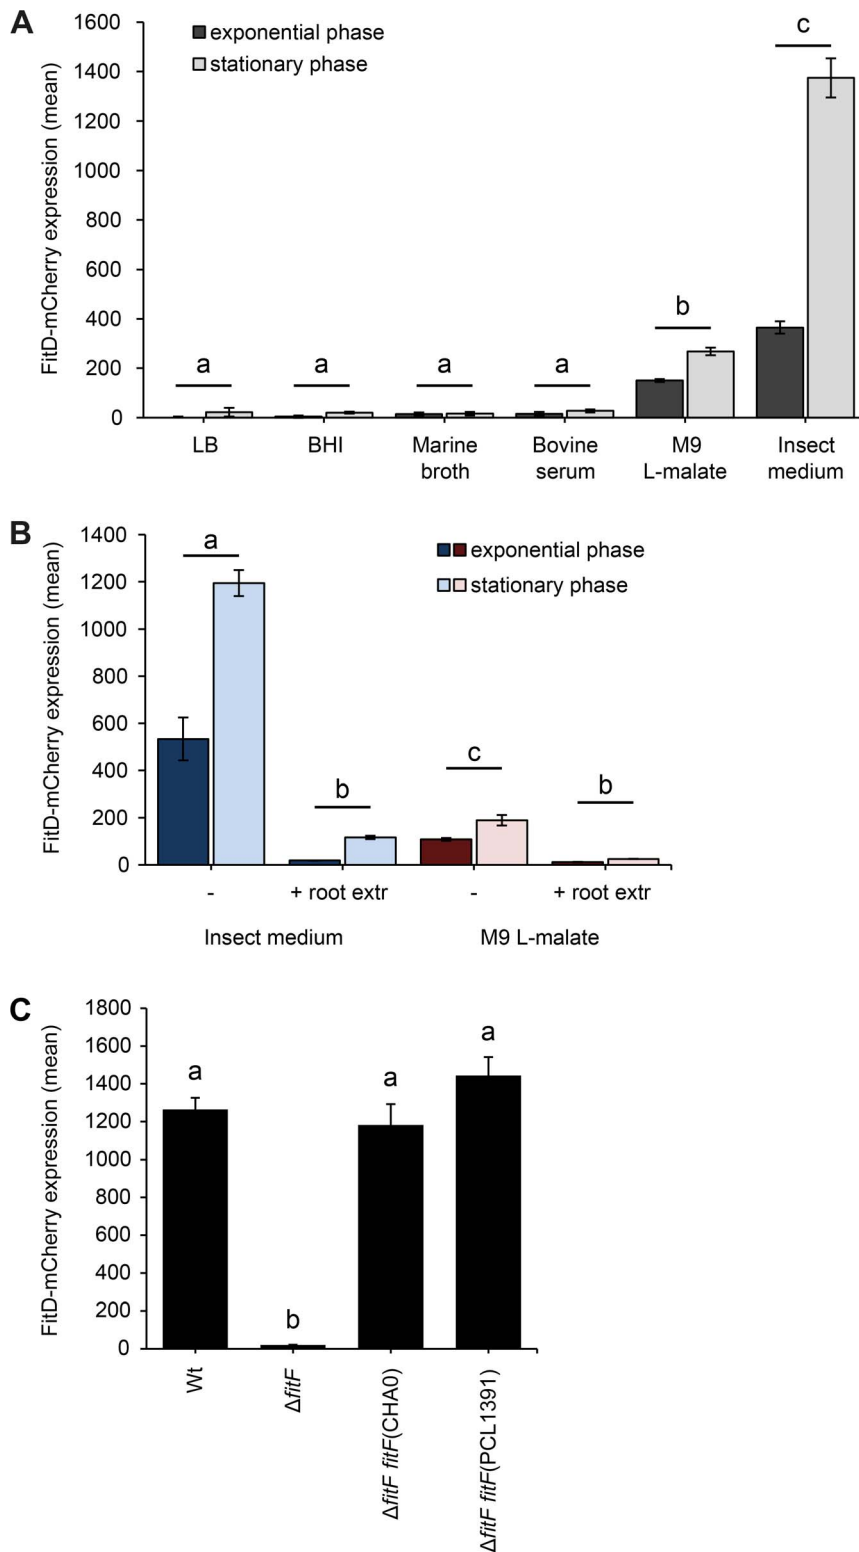 A
FitD-mCherry expression (mean)
1600
1400
1200
1000
800
600
400
200
0
exponential phase
stationary phase
a
a
a
a
b
c
LB
BHI
Marine
broth
Bovine
serum
M9
L-malate
Insect
medium
B
FitD-mCherry expression (mean)
1400
1200
1000
800
600
400
200
0
exponential phase
stationary phase
a
b
c
b
-
+ root extr
-
+ root extr
Insect medium
M9 L-malate
C
FitD-mCherry expression (mean)
1800
1600
1400
1200
1000
800
600
400
200
0
a
b
a
a
Wt
ΔfitF
ΔfitF fitF(CHA0)
ΔfitF fitF(PCL1391)